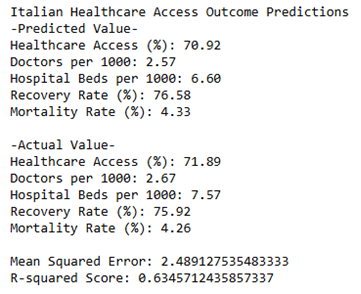 Italian Healthcare Access Outcome Predictions
-Predicted Value-
Healthcare Access (%): 70.92
Doctors per 1000: 2.57
Hospital Beds per 1000: 6.60
Recovery Rate (%): 76.58
Mortality Rate (%): 4.33
-Actual Value-
Healthcare Access (%): 71.89
Doctors per 1000: 2.67
Hospital Beds per 1000: 7.57
Recovery Rate (%): 75.92
Mortality Rate (%): 4.26
Mean Squared Error: 2.489127535483333
R-squared Score: 0.6345712435857337